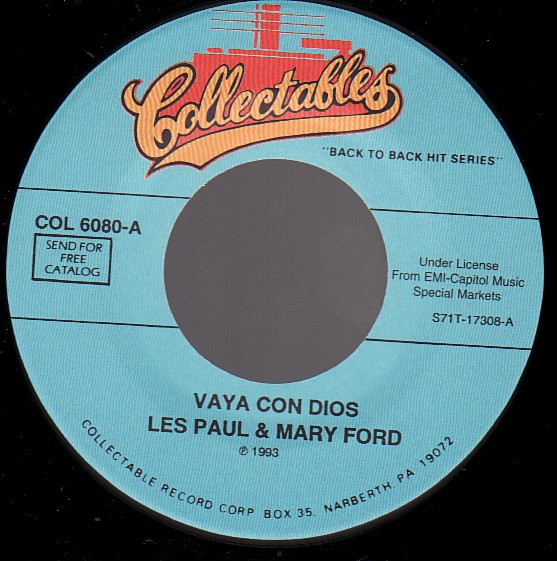 Collectables
"BACK TO BACK HIT SERIES"
COL 6080-A
SEND FOR
FREE
CATALOG
Under License
From EMI-Capitol Music
Special Markets
S71T-17308-A
VAYA CON DIOS
LES PAUL & MARY FORD
℗ 1993
COLLECTABLE RECORD CORP BOX 35. NARBERTH. PA 19072